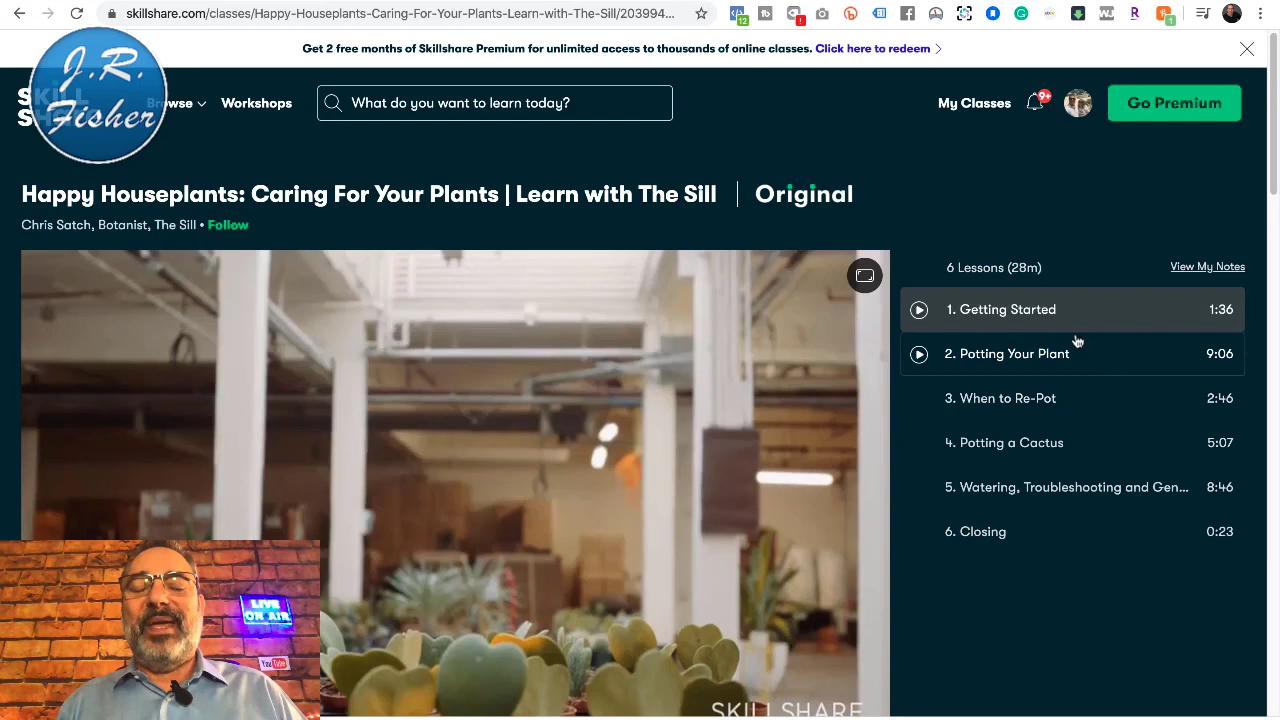 skillshare.com/classes/Happy-Houseplants-Caring-For-Your-Plants-Learn-with-The-Sill/203994...
12
1
Get 2 free months of Skillshare Premium for unlimited access to thousands of online classes. Click here to redeem
J.R. Fisher
SKILL
SH
Browse
Workshops
What do you want to learn today?
My Classes
9+
Go Premium
Happy Houseplants: Caring For Your Plants | Learn with The Sill | Original
Chris Satch, Botanist, The Sill • Follow
6 Lessons (28m)
View My Notes
1. Getting Started 1:36
2. Potting Your Plant 9:06
3. When to Re-Pot 2:46
4. Potting a Cactus 5:07
5. Watering, Troubleshooting and Gen... 8:46
6. Closing 0:23
LIVE
ON AIR
YouTube
SKILLSHARE